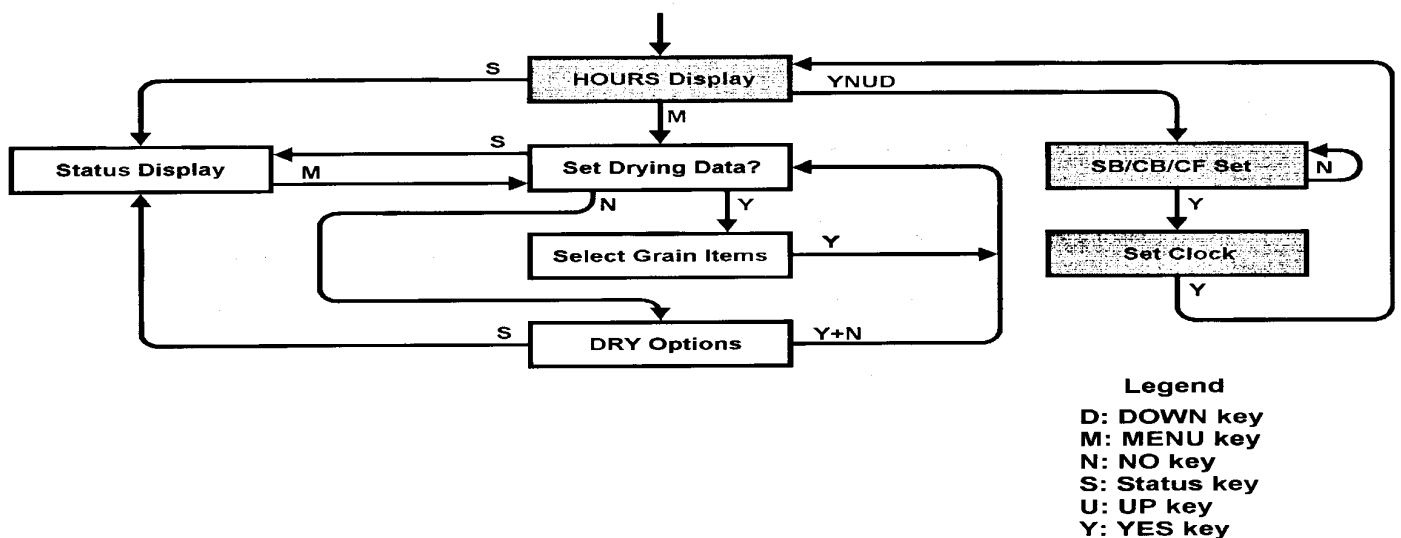 S
HOURS Display
YNUD
M
S
Status Display
M
Set Drying Data?
SB/CB/CF Set
N
N
Y
Y
Select Grain Items
Y
Set Clock
Y
S
DRY Options
Y+N
Legend
D: DOWN key
M: MENU key
N: NO key
S: Status key
U: UP key
Y: YES key